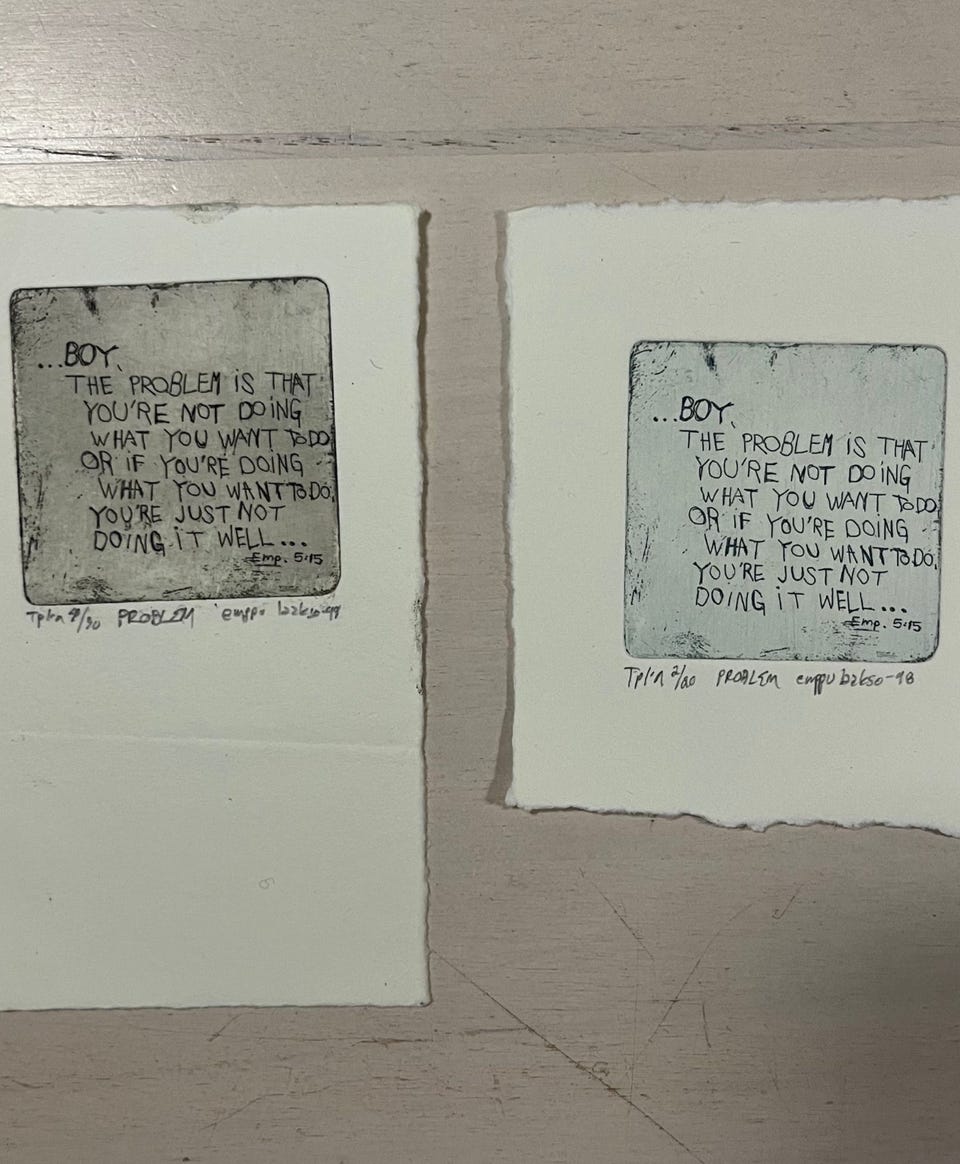 ...BOY,
THE PROBLEM iS THAT
YOU'RE NOT DOiNG
WHAT YOU WANT TO DO
OR iF YOU'RE DOiNG
WHAT YOU WANT TO DO,
YOU'RE JUST NOT
DOiNG iT WELL...
Emp. 5:15
PROBLEM
...BOY,
THE PROBLEM iS THAT
YOU'RE NOT DOiNG
WHAT YOU WANT TO DO
OR iF YOU'RE DOiNG
WHAT YOU WANT TO DO,
YOU'RE JUST NOT
DOiNG iT WELL...
Emp. 5:15
PROBLEM